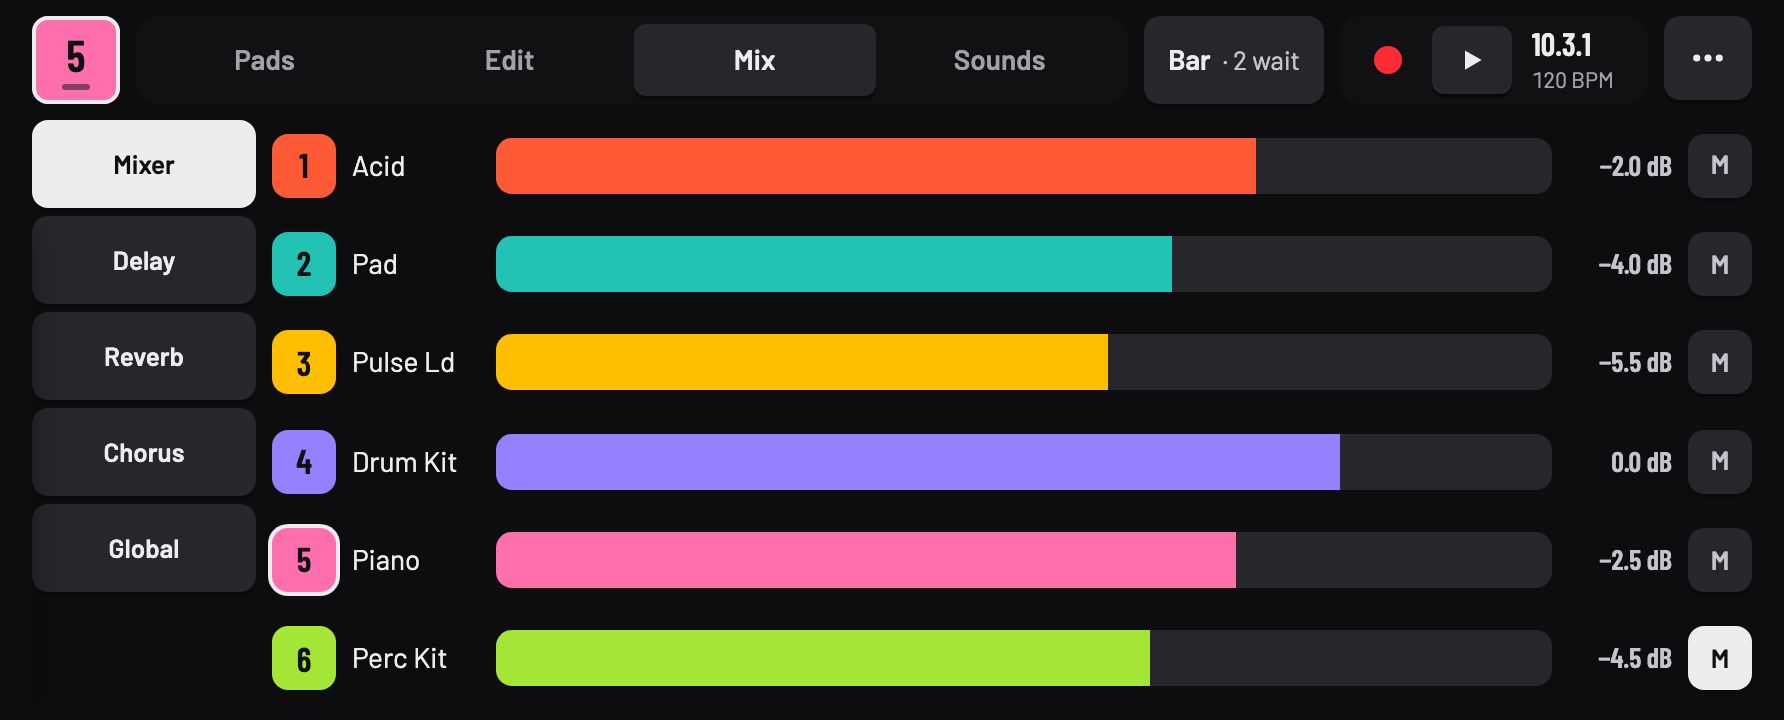 5 Pads Edit Mix Sounds Bar · 2 wait 10.3.1
120 BPM
Mixer 1 Acid −2.0 dB M
Delay 2 Pad −4.0 dB M
Reverb 3 Pulse Ld −5.5 dB M
Chorus 4 Drum Kit 0.0 dB M
Global 5 Piano −2.5 dB M
6 Perc Kit −4.5 dB M